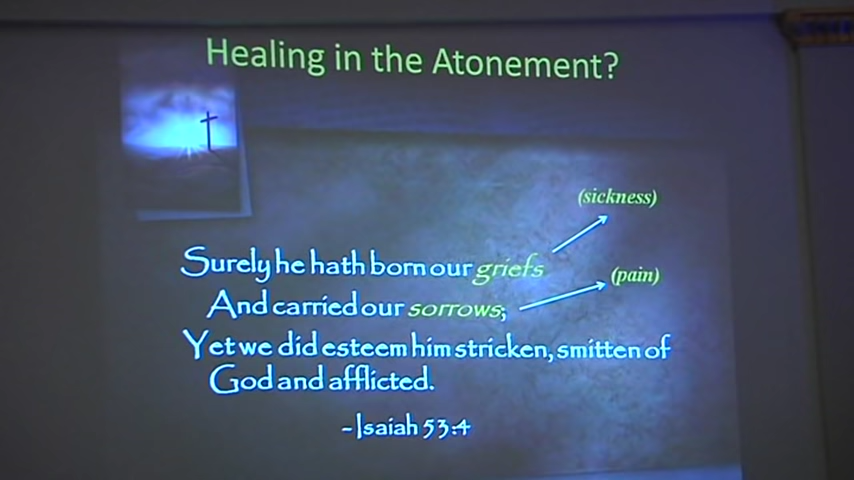 Healing in the Atonement?
(sickness)
Surely he hath born our griefs
(pain)
And carried our sorrows;
Yet we did esteem him stricken, smitten of
God and afflicted.
-Isaiah 53:4